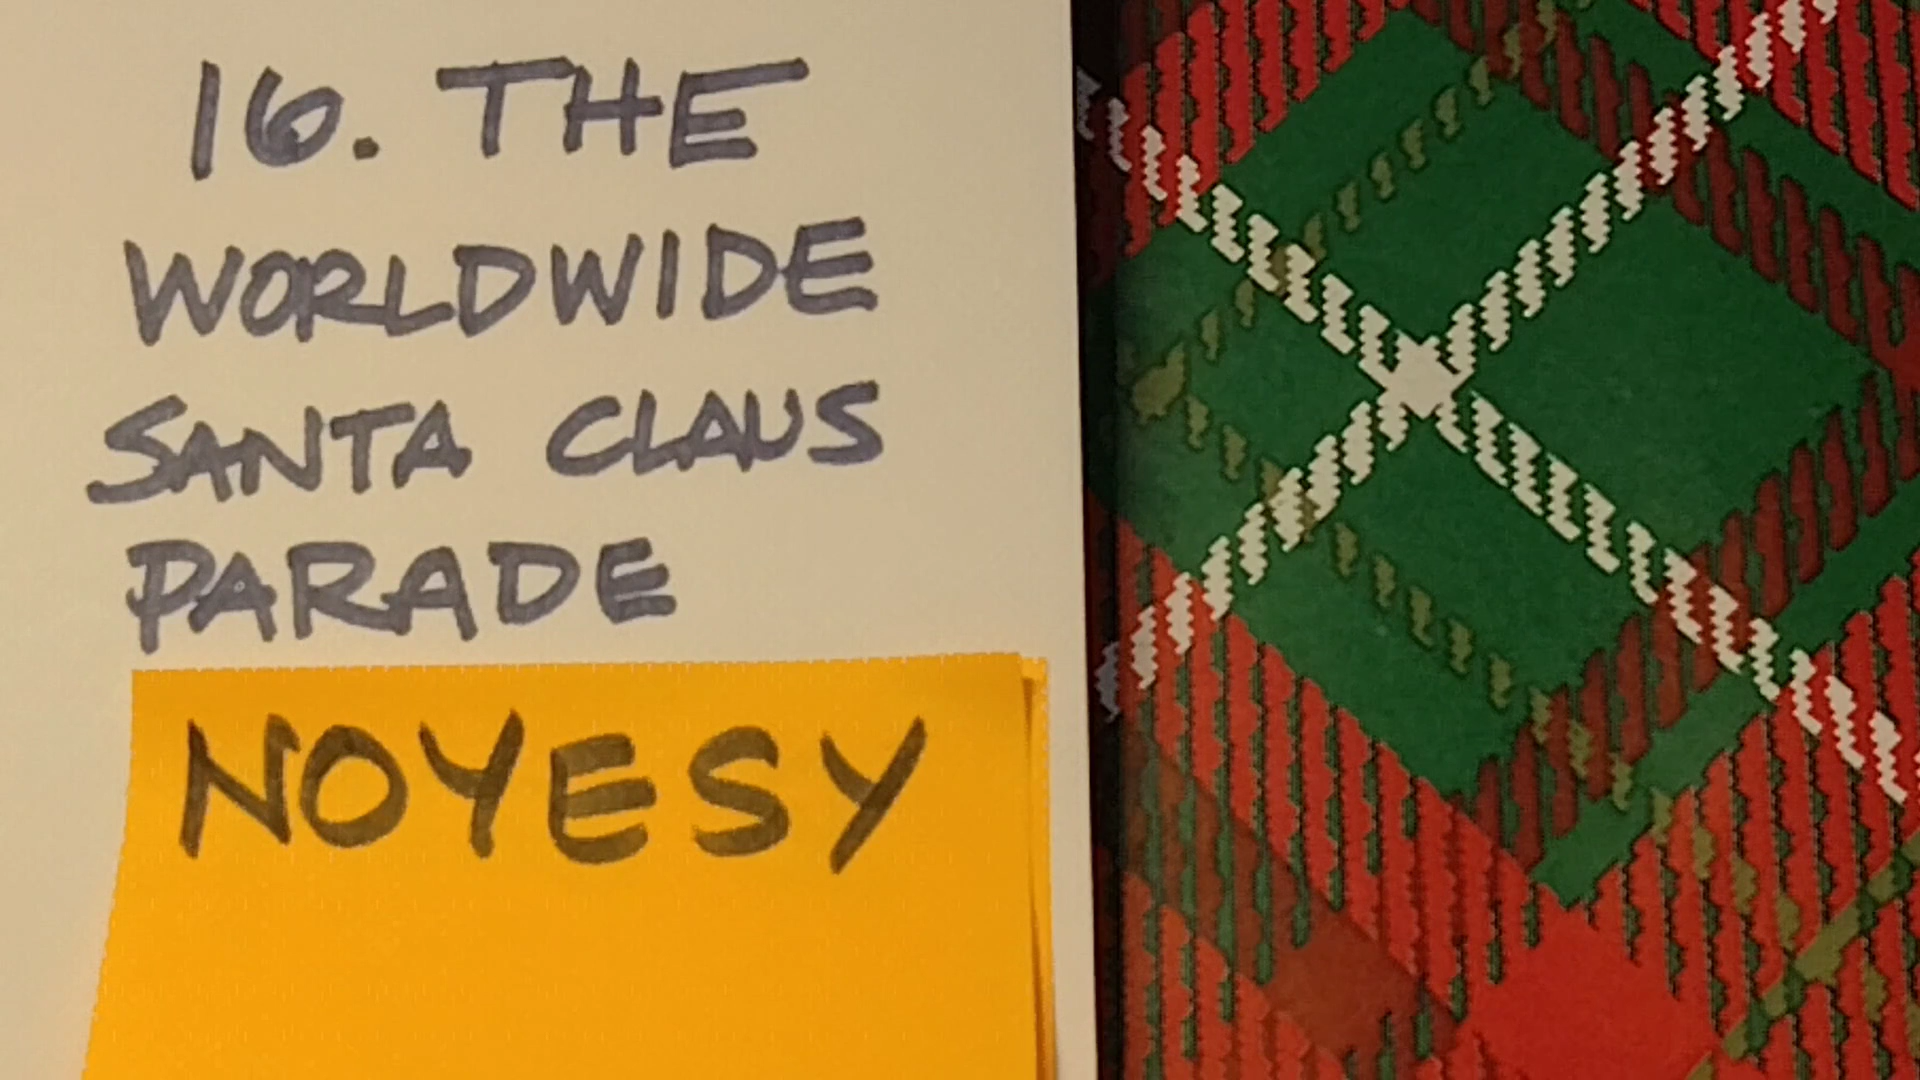 16. THE
WORLDWIDE
SANTA CLAUS
PARADE
NOYESY